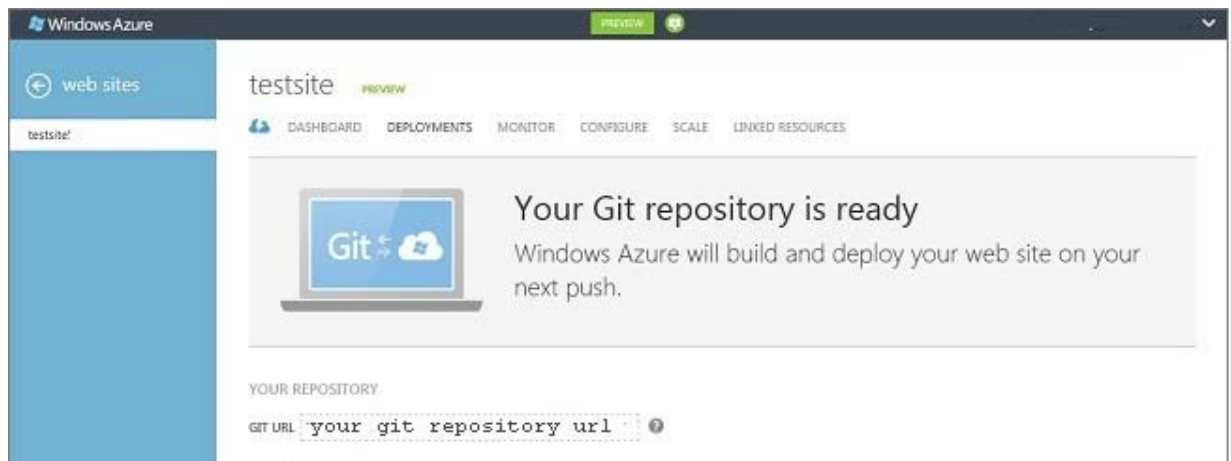 Windows Azure
PREVIEW
web sites
testsite!
testsite PREVIEW
DASHBOARD DEPLOYMENTS MONITOR CONFIGURE SCALE LINKED RESOURCES
Git
Your Git repository is ready
Windows Azure will build and deploy your web site on your
next push.
YOUR REPOSITORY
GIT URL your git repository url ?